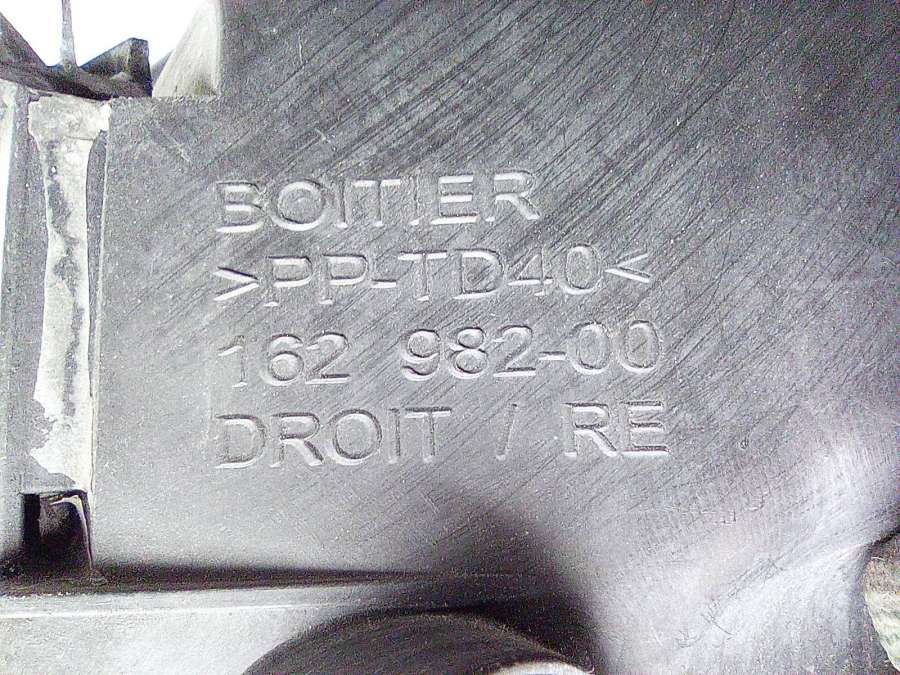 BOITIER
>PP-TD40<
162 982-00
DROIT / RE